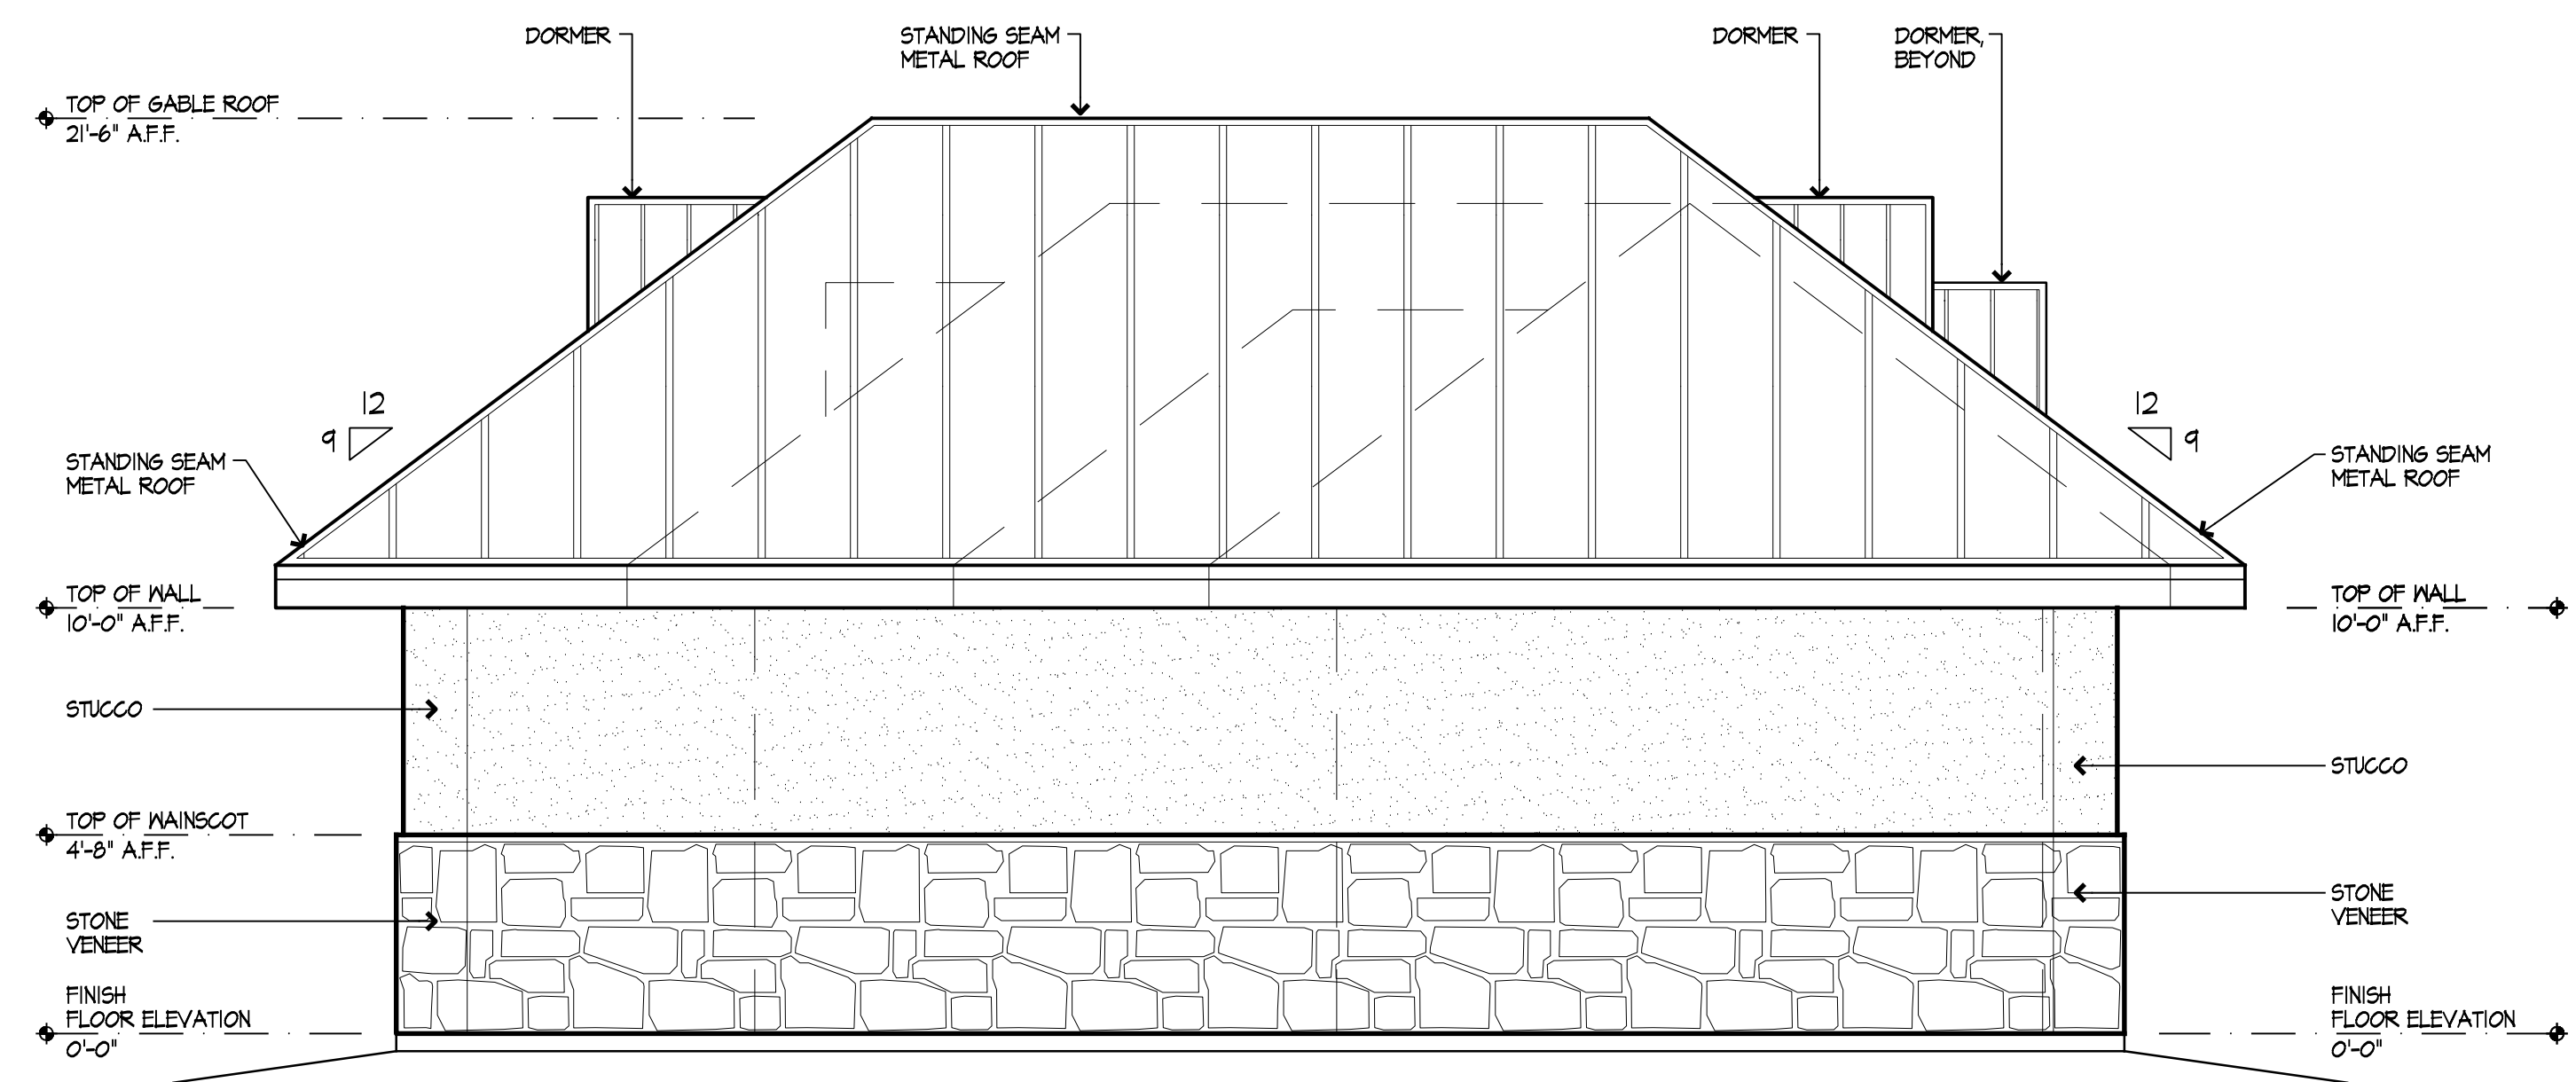 DORMER
STANDING SEAM
METAL ROOF
DORMER
DORMER,
BEYOND
TOP OF GABLE ROOF
21'-6" A.F.F.
12
9
12
9
STANDING SEAM
METAL ROOF
STANDING SEAM
METAL ROOF
TOP OF WALL
10'-0" A.F.F.
TOP OF WALL
10'-0" A.F.F.
STUCCO
STUCCO
TOP OF WAINSCOT
4'-8" A.F.F.
STONE
VENEER
STONE
VENEER
FINISH
FLOOR ELEVATION
0'-0"
FINISH
FLOOR ELEVATION
0'-0"